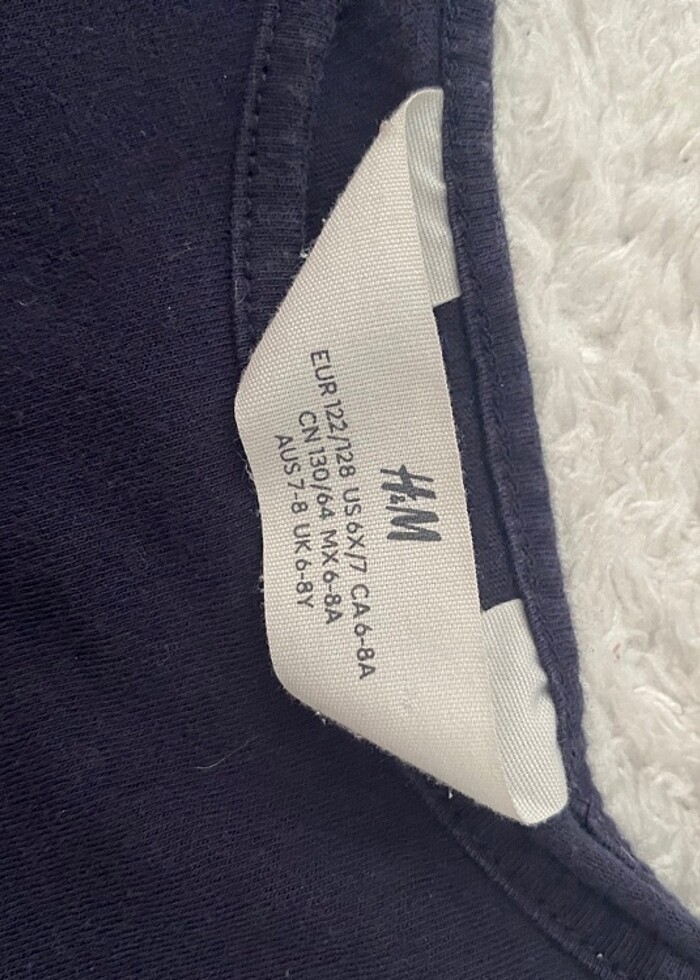 H&M
EUR 122/128 US 6X/7 CA 6-8A
CN 130/64 MX 6-8A
AUS 7-8 UK 6-8Y